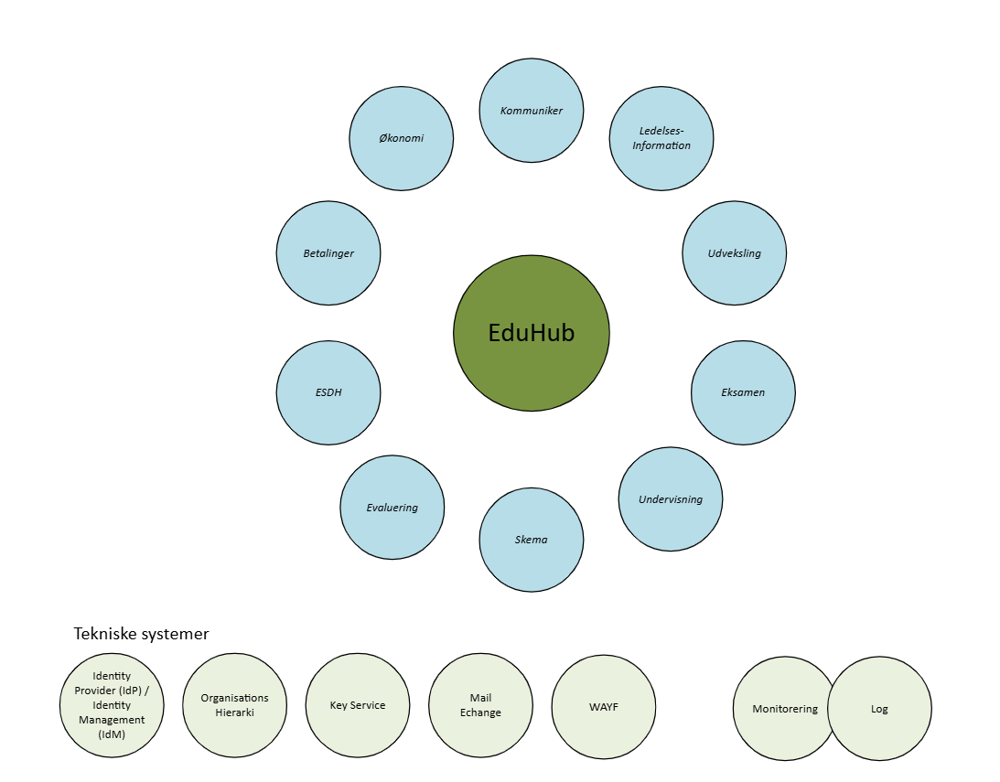 Kommuniker
Økonomi
Ledelses-
Information
Betalinger
Udveksling
EduHub
ESDH
Eksamen
Evaluering
Undervisning
Skema
Tekniske systemer
Identity
Provider (IdP) /
Identity
Management
(IdM)
Organisations
Hierarki
Key Service
Mail
Echange
WAYF
Monitorering
Log